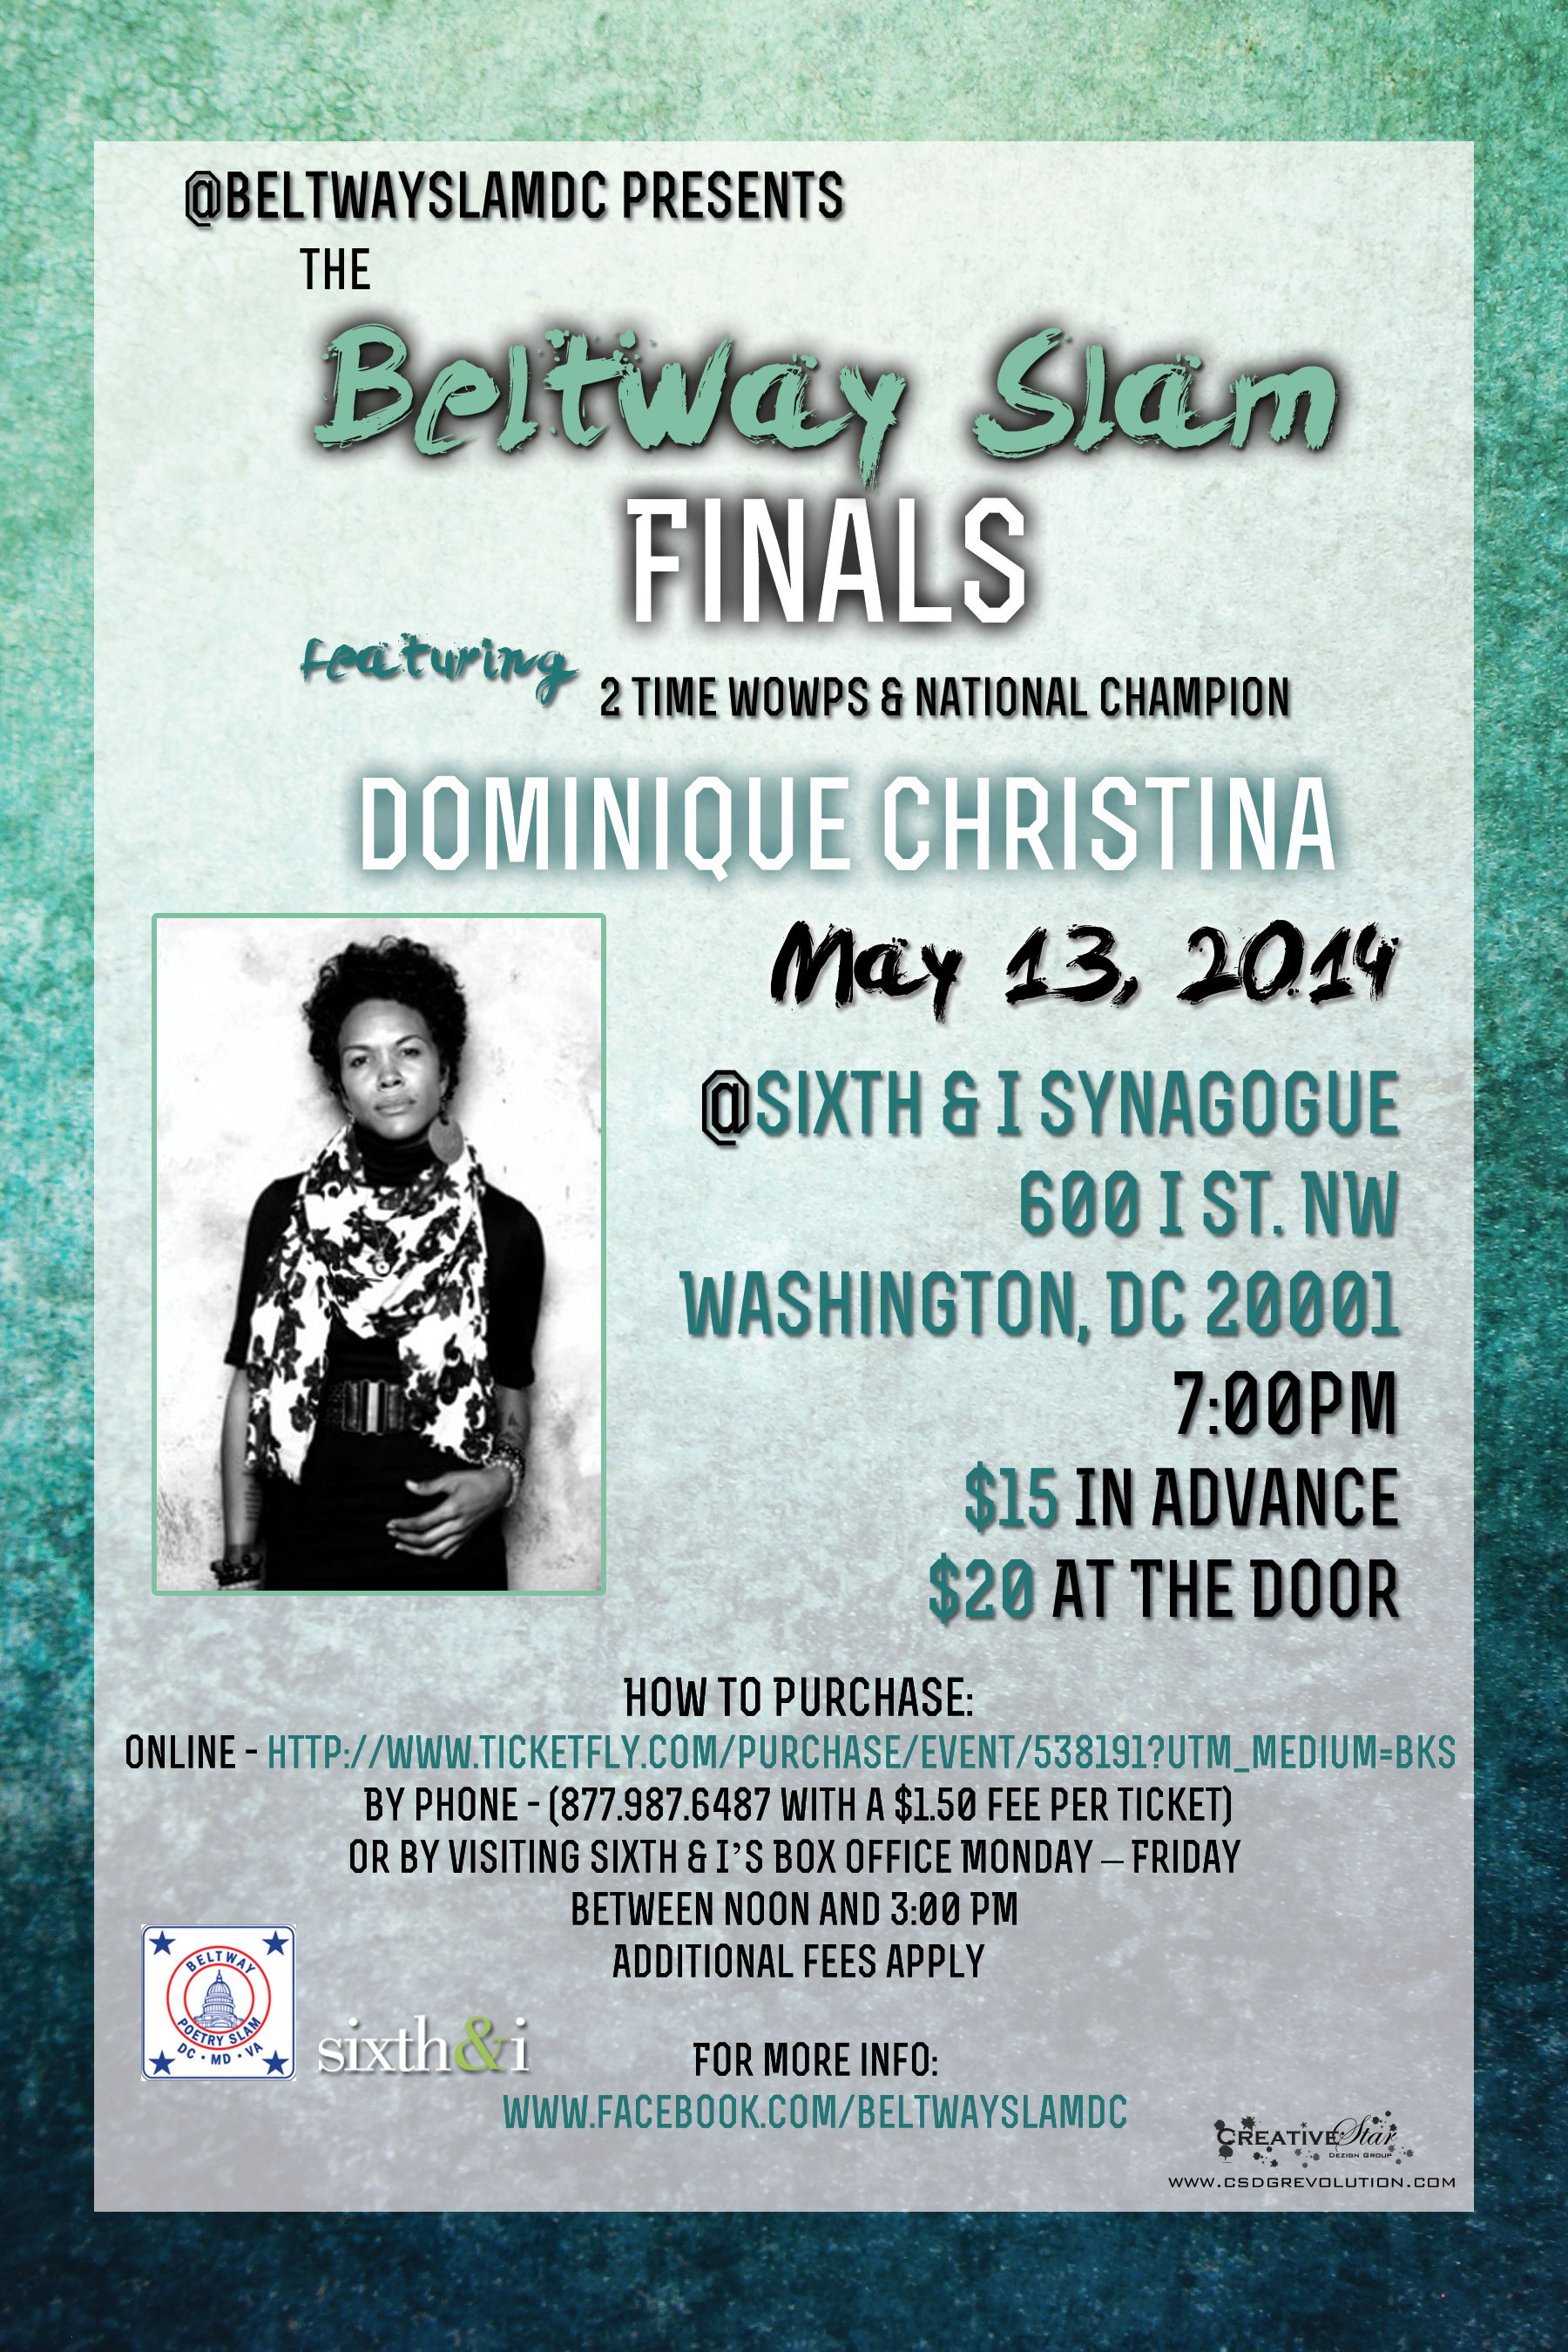 @BELTWAYSLAMDC PRESENTS
THE
Beltway Slam
FINALS
featuring
2 TIME WOWPS & NATIONAL CHAMPION
DOMINIQUE CHRISTINA
May 13, 2014
@SIXTH & I SYNAGOGUE
600 I ST. NW
WASHINGTON, DC 20001
7:00PM
$15 IN ADVANCE
$20 AT THE DOOR
HOW TO PURCHASE:
ONLINE - HTTP://WWW.TICKETFLY.COM/PURCHASE/EVENT/538191?UTM_MEDIUM=BKS
BY PHONE - (877.987.6487 WITH A $1.50 FEE PER TICKET)
OR BY VISITING SIXTH & I’S BOX OFFICE MONDAY – FRIDAY
BETWEEN NOON AND 3:00 PM
ADDITIONAL FEES APPLY
BELTWAY
POETRY SLAM
DC • MD • VA
sixth&i
FOR MORE INFO:
WWW.FACEBOOK.COM/BELTWAYSLAMDC
CREATIVE Star
DEZIGN GROUP
WWW.CSDGREVOLUTION.COM